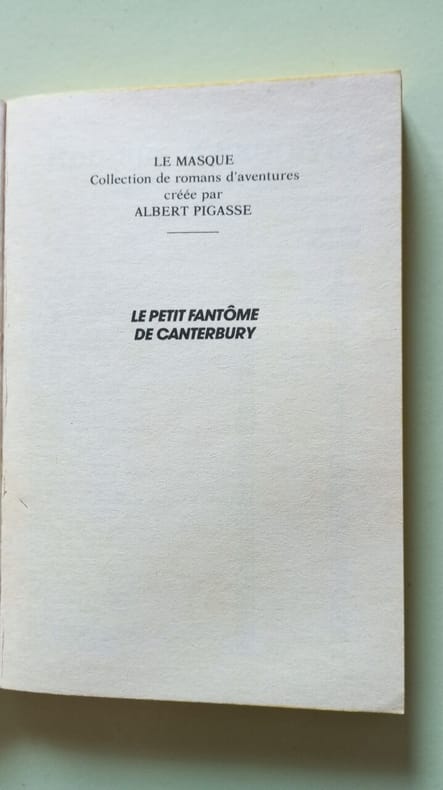 LE MASQUE
Collection de romans d'aventures
créée par
ALBERT PIGASSE
LE PETIT FANTÔME
DE CANTERBURY